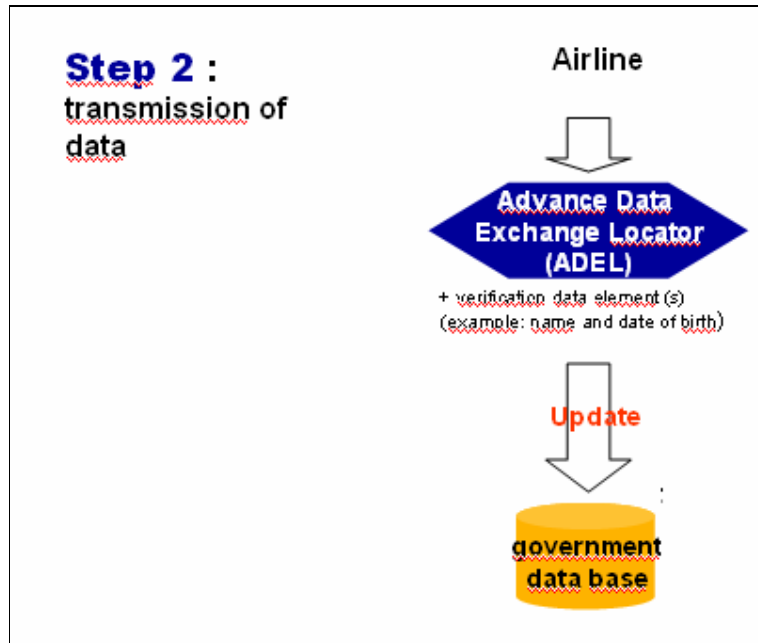 Step 2 :
transmission of
data
Airline
Advance Data
Exchange Locator
(ADEL)
+ verification data element (s)
(example: name and date of birth)
Update
:
government
data base